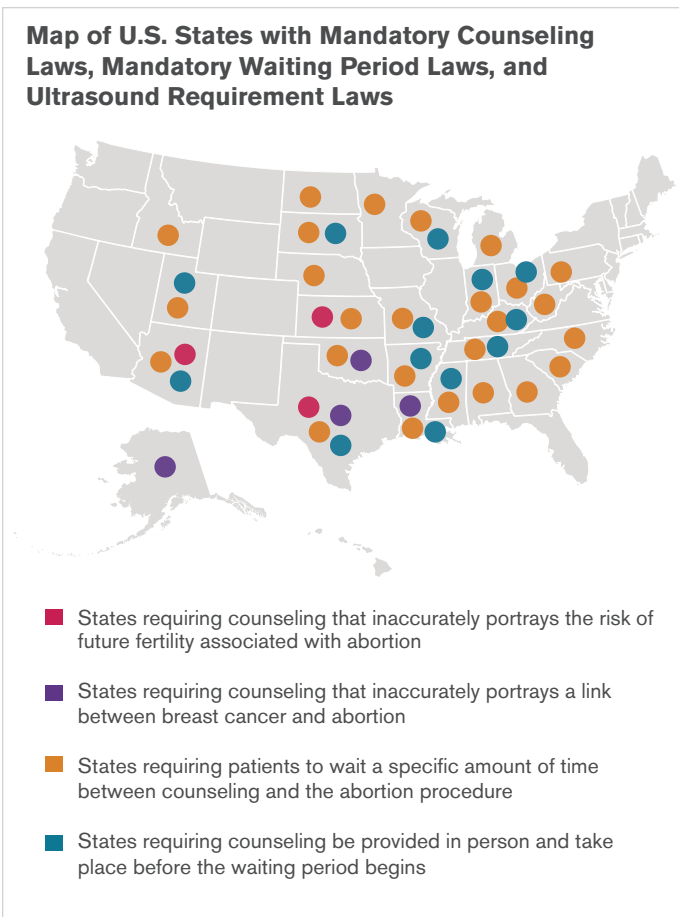 Map of U.S. States with Mandatory Counseling
Laws, Mandatory Waiting Period Laws, and
Ultrasound Requirement Laws
States requiring counseling that inaccurately portrays the risk of
future fertility associated with abortion
States requiring counseling that inaccurately portrays a link
between breast cancer and abortion
States requiring patients to wait a specific amount of time
between counseling and the abortion procedure
States requiring counseling be provided in person and take
place before the waiting period begins